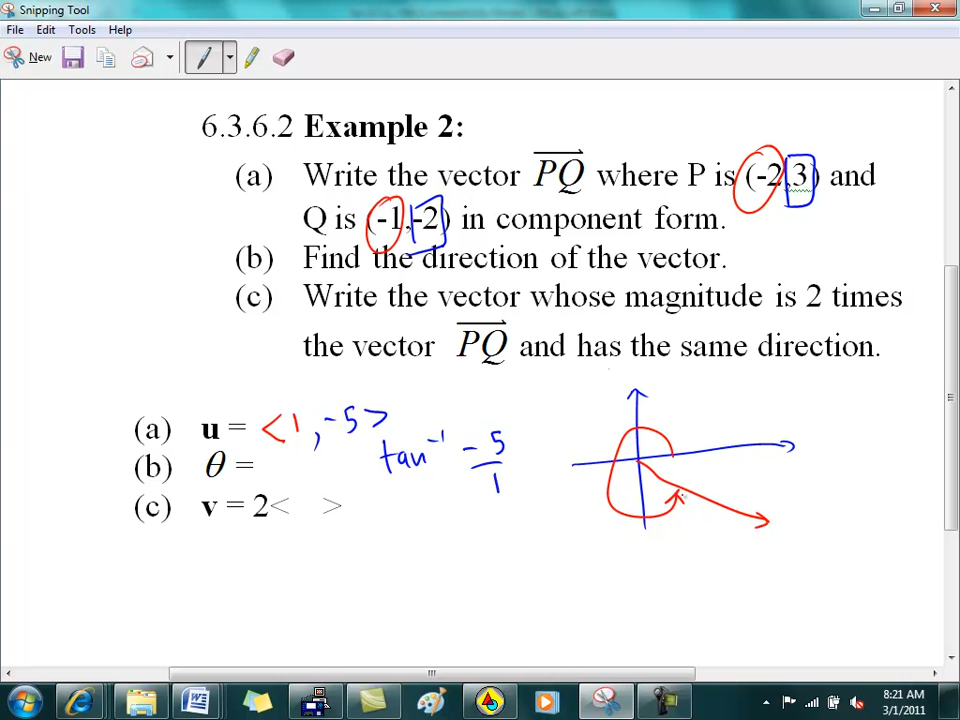 Snipping Tool
File Edit Tools Help
New
6.3.6.2 Example 2:
(a) Write the vector PQ where P is (-2,3) and
Q is (-1,-2) in component form.
(b) Find the direction of the vector.
(c) Write the vector whose magnitude is 2 times
the vector PQ and has the same direction.
(a) u = <1, -5>
(b) θ = tan⁻¹ -5/1
(c) v = 2< >
8:21 AM
3/1/2011